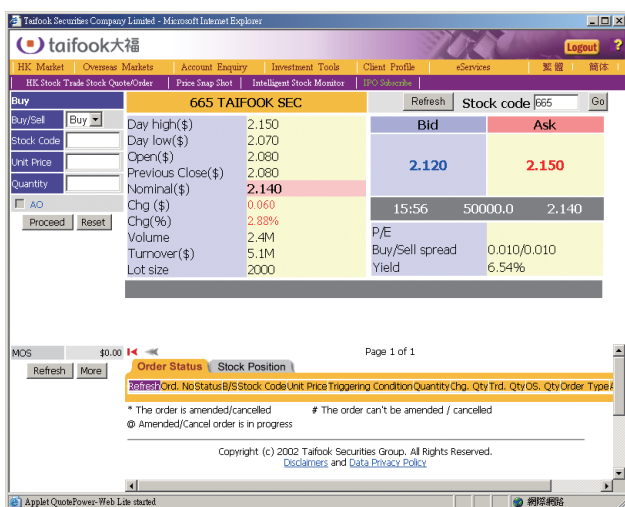 Taifook Securities Company Limited - Microsoft Internet Explorer
taifook大福
Logout ?
HK Market | Overseas Markets | Account Enquiry | Investment Tools | Client Profile | eServices | 繁體 | 简体
HK Stock Trade Stock Quote/Order | Price Snap Shot | Intelligent Stock Monitor | IPO Subscribe
Buy
Buy/Sell Buy
Stock Code
Unit Price
Quantity
AO
Proceed Reset
665 TAIFOOK SEC
Refresh Stock code 665 Go
Day high($) 2.150
Day low($) 2.070
Open($) 2.080
Previous Close($) 2.080
Nominal($) 2.140
Chg ($) 0.060
Chg(%) 2.88%
Volume 2.4M
Turnover($) 5.1M
Lot size 2000
Bid Ask
2.120 2.150
15:56 50000.0 2.140
P/E
Buy/Sell spread 0.010/0.010
Yield 6.54%
MOS $0.00
Refresh More
Page 1 of 1
Order Status Stock Position
Refresh Ord. No Status B/S Stock Code Unit Price Triggering Condition Quantity Chg. Qty Trd. Qty OS. Qty Order Type
* The order is amended/cancelled # The order can't be amended / cancelled
@ Amended/Cancel order is in progress
Copyright (c) 2002 Taifook Securities Group. All Rights Reserved.
Disclaimers and Data Privacy Policy
Applet QuotePower-Web Lite started
網際網路